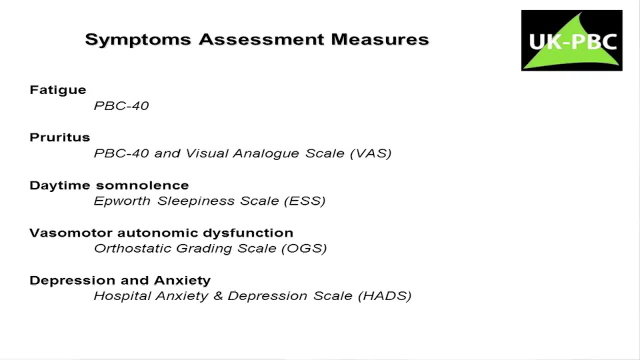 Symptoms Assessment Measures
UK-PBC
Fatigue
PBC-40
Pruritus
PBC-40 and Visual Analogue Scale (VAS)
Daytime somnolence
Epworth Sleepiness Scale (ESS)
Vasomotor autonomic dysfunction
Orthostatic Grading Scale (OGS)
Depression and Anxiety
Hospital Anxiety & Depression Scale (HADS)